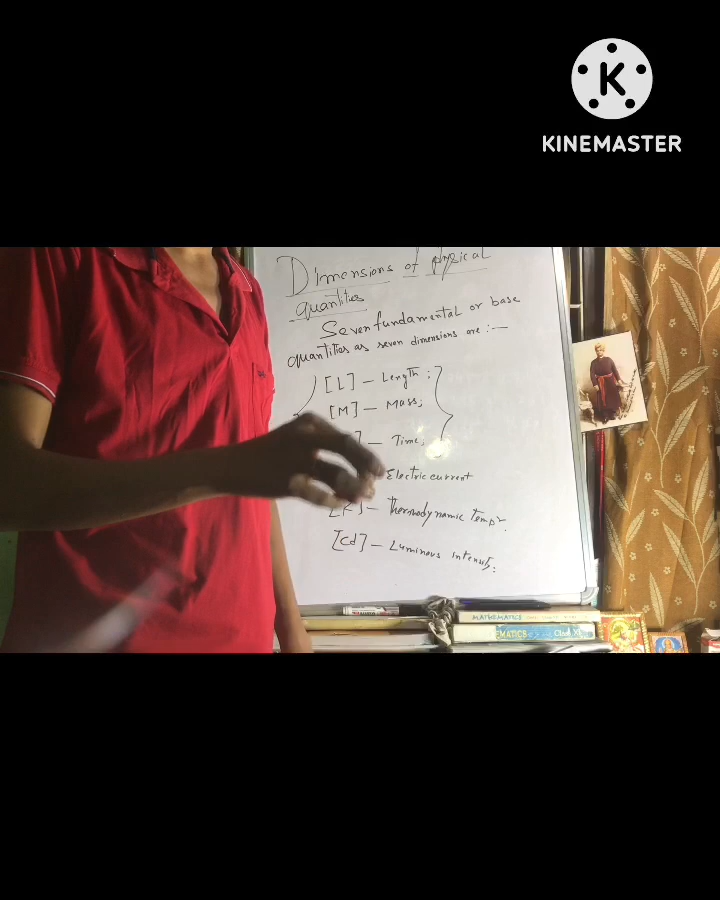 KINEMASTER
Dimensions of physical
quantities
Seven fundamental or base
quantities as seven dimensions are :—
[L] — Length :
[M] — Mass;
] — Time;
Electric current
[K] — Thermodynamic Tempr.
[Cd] — Luminous intensity:
MATHEMATICS
EMATICS